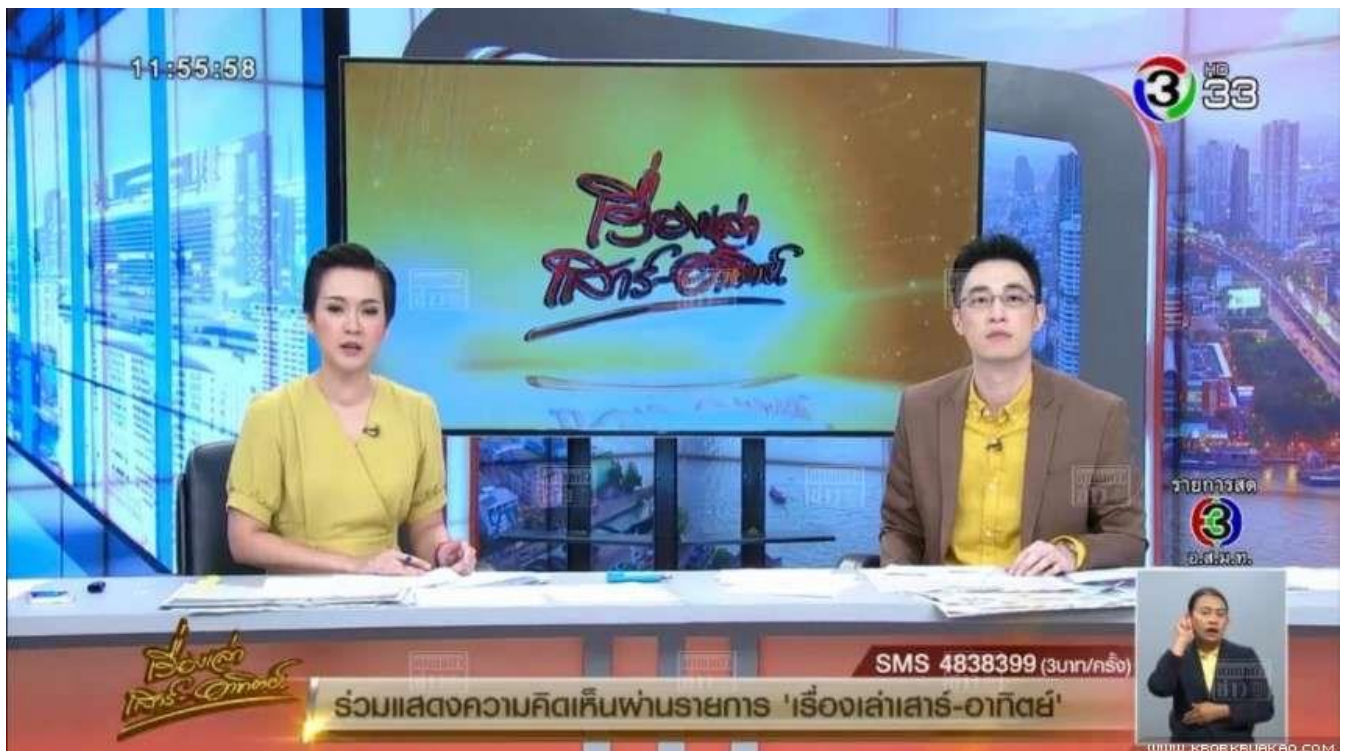 11:55:58
3 HD 33
เรื่องเล่า
เสาร์-อาทิตย์
รายการสด
3
อ.ส.ม.ท.
เรื่องเล่า
เสาร์-อาทิตย์
SMS 4838399 (3บาท/ครั้ง)
ร่วมแสดงความคิดเห็นผ่านรายการ 'เรื่องเล่าเสาร์-อาทิตย์'